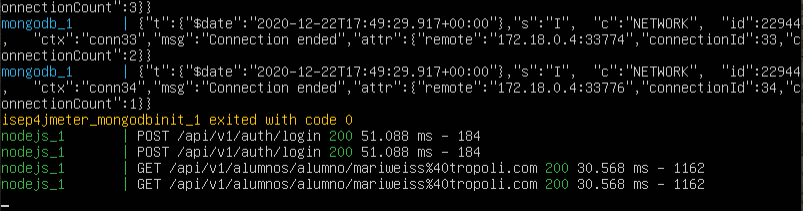 onnectionCount":3}}
mongodb_1      | {"t":{"$date":"2020-12-22T17:49:29.917+00:00"},"s":"I",  "c":"NETWORK",  "id":22944
,   "ctx":"conn33","msg":"Connection ended","attr":{"remote":"172.18.0.4:33774","connectionId":33,"c
onnectionCount":2}}
mongodb_1      | {"t":{"$date":"2020-12-22T17:49:29.917+00:00"},"s":"I",  "c":"NETWORK",  "id":22944
,   "ctx":"conn34","msg":"Connection ended","attr":{"remote":"172.18.0.4:33776","connectionId":34,"c
onnectionCount":1}}
isep4jmeter_mongodbinit_1 exited with code 0
nodejs_1       | POST /api/v1/auth/login 200 51.088 ms - 184
nodejs_1       | POST /api/v1/auth/login 200 51.088 ms - 184
nodejs_1       | GET /api/v1/alumnos/alumno/mariweiss%40tropoli.com 200 30.568 ms - 1162
nodejs_1       | GET /api/v1/alumnos/alumno/mariweiss%40tropoli.com 200 30.568 ms - 1162